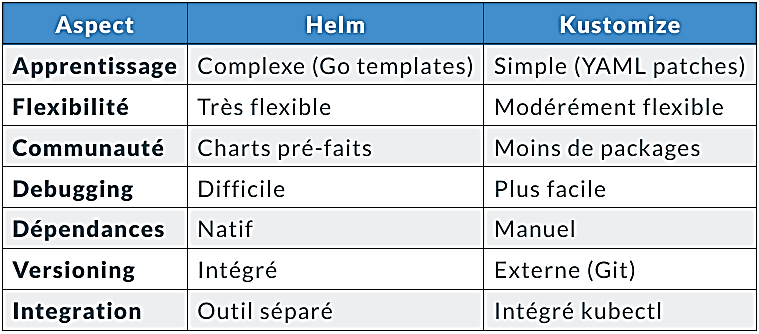 Aspect Helm Kustomize
Apprentissage Complexe (Go templates) Simple (YAML patches)
Flexibilité Très flexible Modérément flexible
Communauté Charts pré-faits Moins de packages
Debugging Difficile Plus facile
Dépendances Natif Manuel
Versioning Intégré Externe (Git)
Integration Outil séparé Intégré kubectl